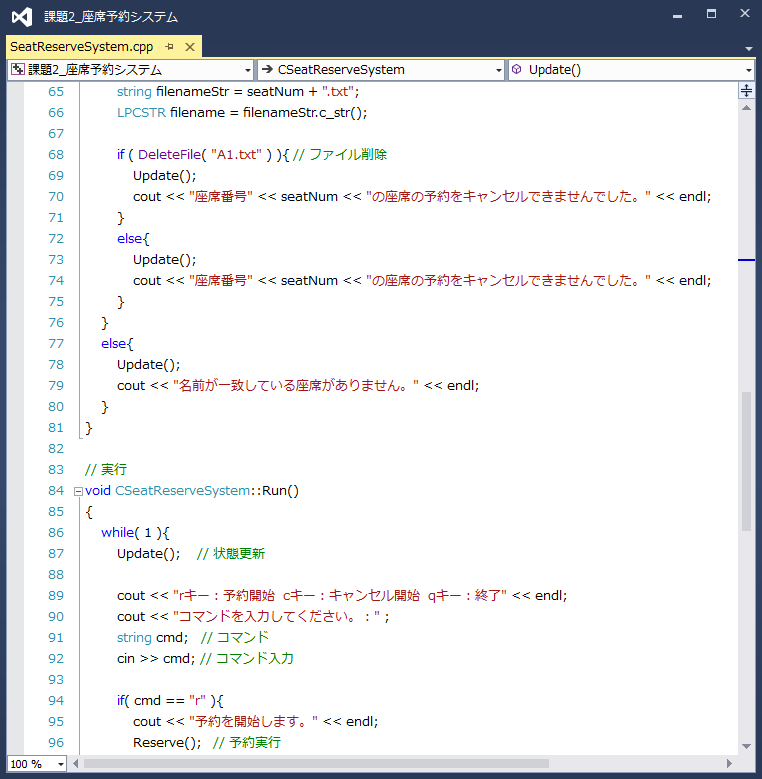 課題2_座席予約システム
SeatReserveSystem.cpp
課題2_座席予約システム CSeatReserveSystem Update()
65 string filenameStr = seatNum + ".txt";
66 LPCSTR filename = filenameStr.c_str();
67
68 if ( DeleteFile( "A1.txt" ) ){ // ファイル削除
69 Update();
70 cout << "座席番号" << seatNum << "の座席の予約をキャンセルできませんでした。" << endl;
71 }
72 else{
73 Update();
74 cout << "座席番号" << seatNum << "の座席の予約をキャンセルできませんでした。" << endl;
75 }
76 }
77 else{
78 Update();
79 cout << "名前が一致している座席がありません。" << endl;
80 }
81 }
82
83 // 実行
84 void CSeatReserveSystem::Run()
85 {
86 while( 1 ){
87 Update(); // 状態更新
88
89 cout << "rキー：予約開始 cキー：キャンセル開始 qキー：終了" << endl;
90 cout << "コマンドを入力してください。：" ;
91 string cmd; // コマンド
92 cin >> cmd; // コマンド入力
93
94 if( cmd == "r" ){
95 cout << "予約を開始します。" << endl;
96 Reserve(); // 予約実行
100 %